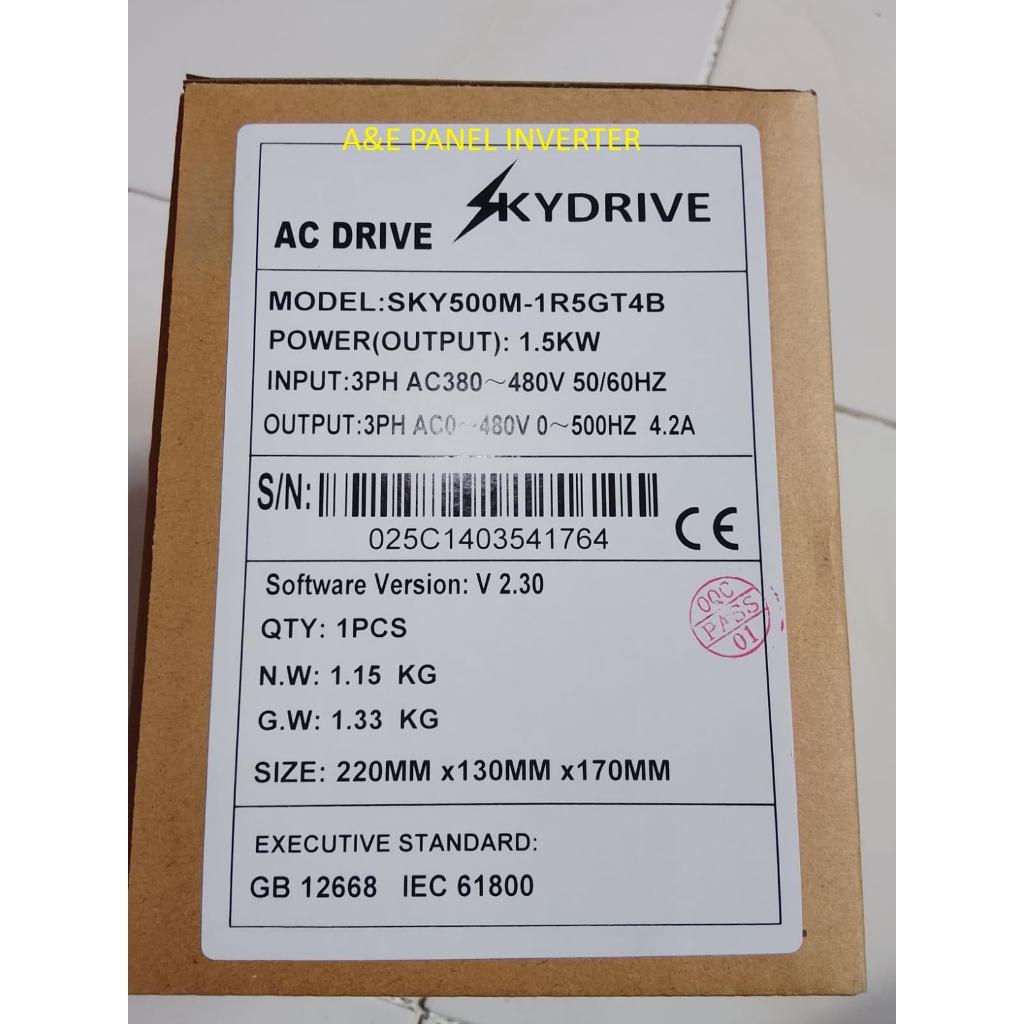 A&E PANEL INVERTER
AC DRIVE SKYDRIVE
MODEL:SKY500M-1R5GT4B
POWER(OUTPUT): 1.5KW
INPUT:3PH AC380~480V 50/60HZ
OUTPUT:3PH AC0~480V 0~500HZ 4.2A
S/N:
025C1403541764
CE
Software Version: V 2.30
QTY: 1PCS
OQC
PASS
01
N.W: 1.15 KG
G.W: 1.33 KG
SIZE: 220MM x130MM x170MM
EXECUTIVE STANDARD:
GB 12668 IEC 61800